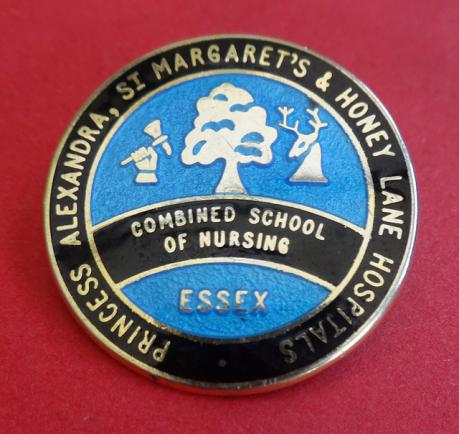 PRINCESS ALEXANDRA, ST MARGARET'S & HONEY LANE HOSPITALS
COMBINED SCHOOL
OF NURSING
ESSEX